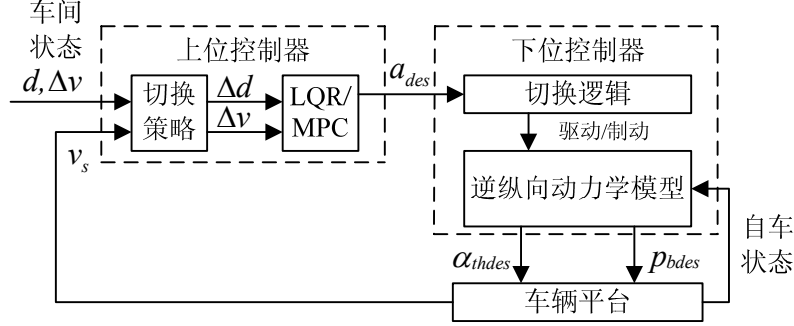 车间
状态
d,Δv
v_s
上位控制器
切换
策略
Δd
Δv
LQR/
MPC
a_des
下位控制器
切换逻辑
驱动/制动
逆纵向动力学模型
α_thdes
p_bdes
自车
状态
车辆平台